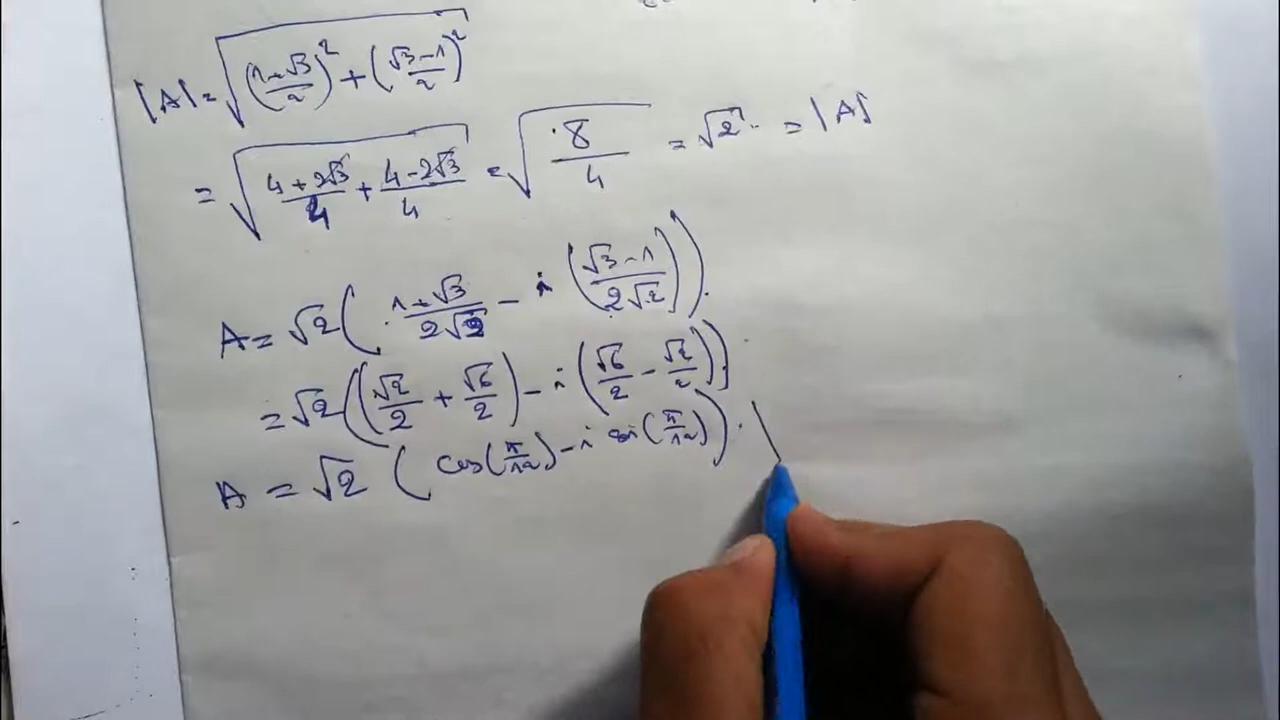 |A| = √((1+√3)/2)² + ((√3-1)/2)²
= √(4+2√3)/4 + (4-2√3)/4 = √8/4 = √2 = |A|
A = √2 ( (1+√3)/(2√2) - i ((√3-1)/(2√2)) )
= √2 ((√2/2 + √6/2) - i (√6/2 - √2/2))
A = √2 ( cos(π/12) - i sin(π/12) )